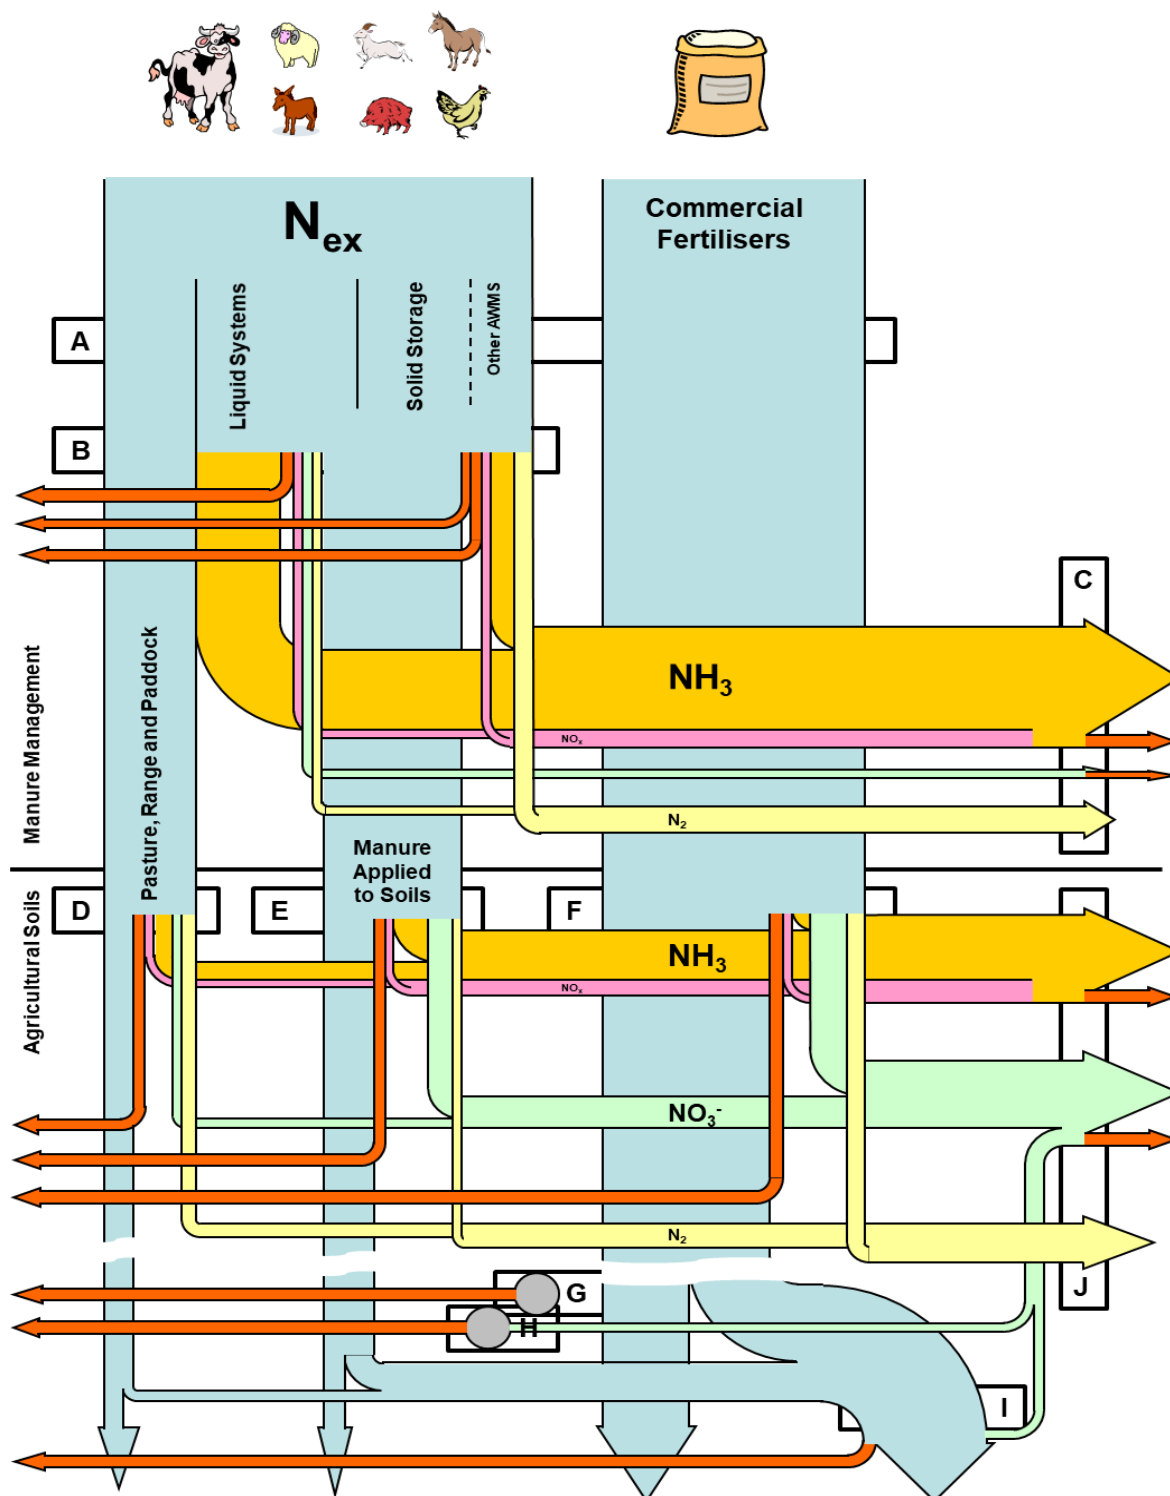 N_ex
Commercial
Fertilisers
A
Liquid Systems
Solid Storage
Other AWMs
B
C
Manure Management
Pasture, Range and Paddock
NH₃
NOₓ
N₂
Manure
Applied
to Soils
Agricultural Soils
D
E
F
NH₃
NOₓ
NO₃⁻
N₂
G
J
H
I